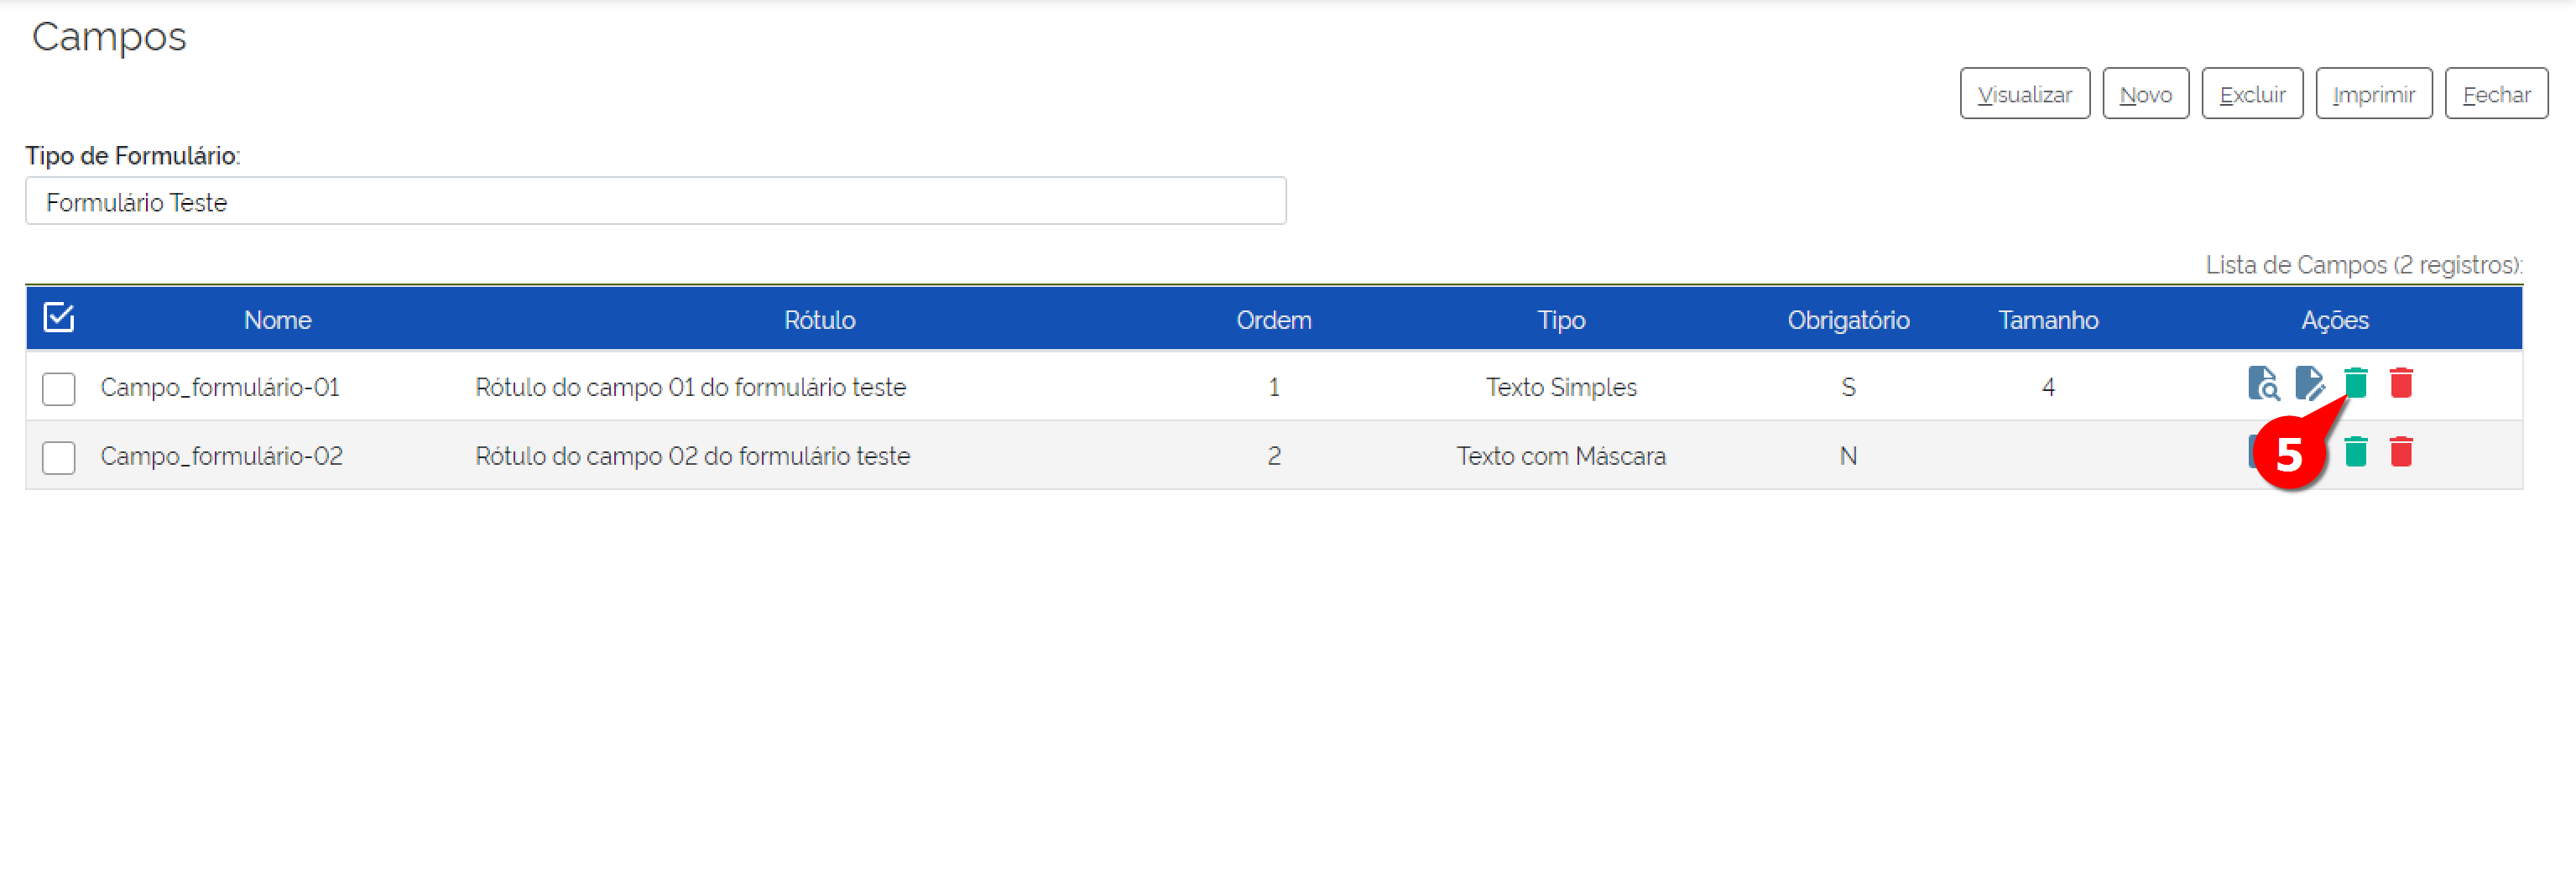 Campos
Visualizar Novo Excluir Imprimir Fechar
Tipo de Formulário:
Formulário Teste
Lista de Campos (2 registros):
Nome Rótulo Ordem Tipo Obrigatório Tamanho Ações
Campo_formulário-01 Rótulo do campo 01 do formulário teste 1 Texto Simples S 4
Campo_formulário-02 Rótulo do campo 02 do formulário teste 2 Texto com Máscara N
5